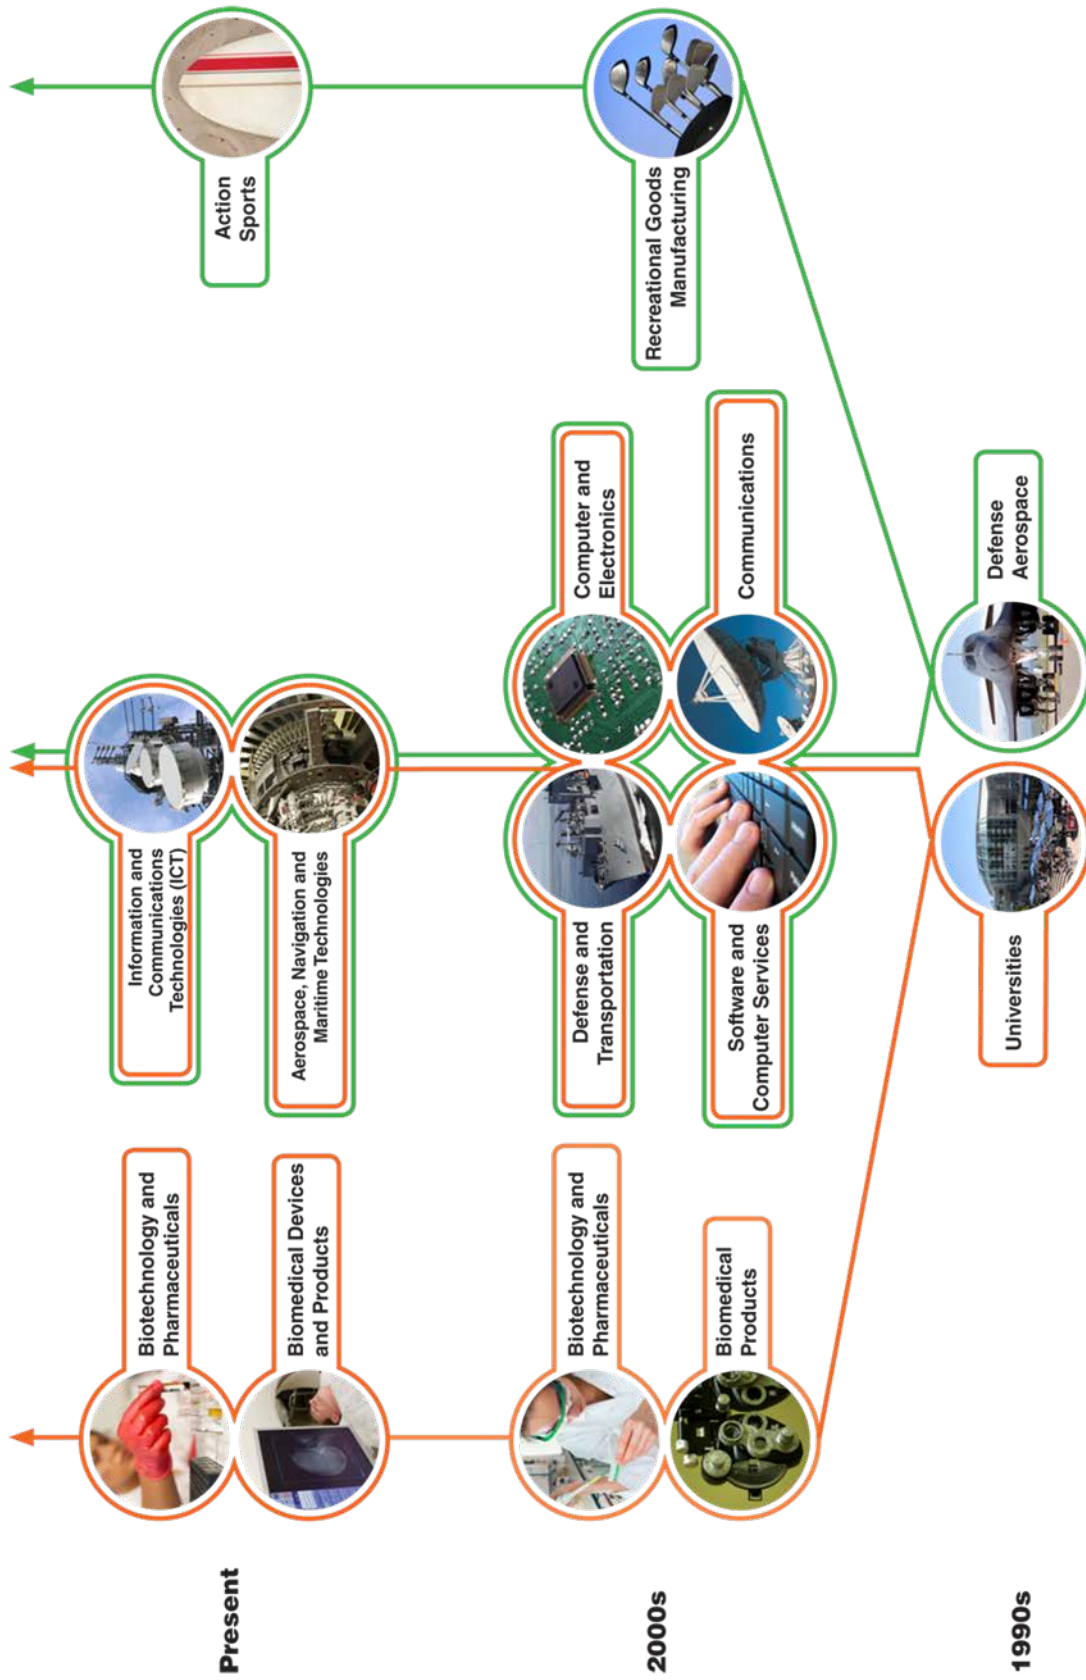 1990s
2000s
Present
Biomedical
Products
Biotechnology and
Pharmaceuticals
Biomedical Devices
and Products
Biotechnology and
Pharmaceuticals
Universities
Software and
Computer Services
Defense and
Transportation
Aerospace, Navigation and
Maritime Technologies
Information and
Communications
Technologies (ICT)
Defense
Aerospace
Communications
Computer and
Electronics
Recreational Goods
Manufacturing
Action
Sports